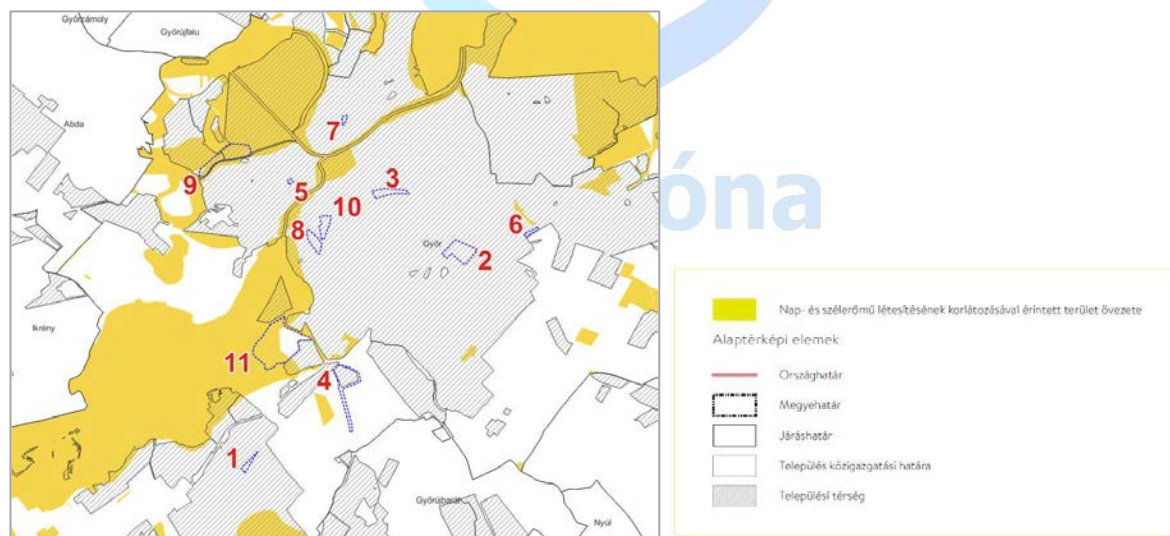 Győrzámoly
Győrújfalu
Abda
7
9
5
3
10
8
6
Győr
2
Ikrény
11
4
1
Győrújbarát
Nyúl
óna
Nap- és szélerőmű létesítésének korlátozásával érintett terület övezete
Alaptérképi elemek
Országhatár
Megyehatár
Járáshatár
Település közigazgatási határa
Települési térség